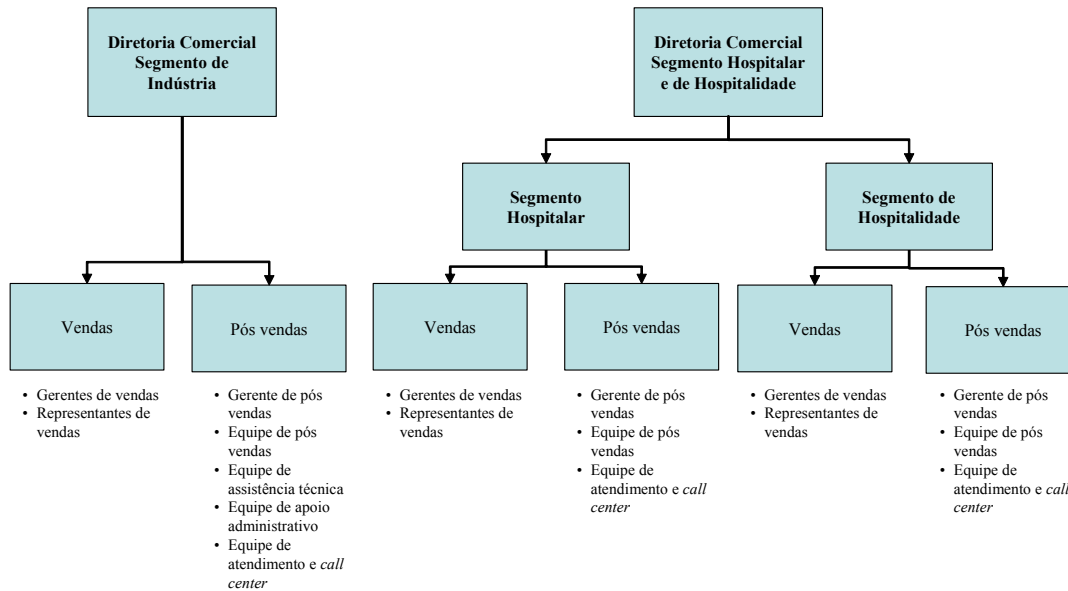 Diretoria Comercial
Segmento de
Indústria
Diretoria Comercial
Segmento Hospitalar
e de Hospitalidade
Segmento
Hospitalar
Segmento de
Hospitalidade
Vendas
Pós vendas
Vendas
Pós vendas
Vendas
Pós vendas
• Gerentes de vendas
• Representantes de
vendas
• Gerente de pós
vendas
• Equipe de pós
vendas
• Equipe de
assistência técnica
• Equipe de apoio
administrativo
• Equipe de
atendimento e call
center
• Gerentes de vendas
• Representantes de
vendas
• Gerente de pós
vendas
• Equipe de pós
vendas
• Equipe de
atendimento e call
center
• Gerentes de vendas
• Representantes de
vendas
• Gerente de pós
vendas
• Equipe de pós
vendas
• Equipe de
atendimento e call
center